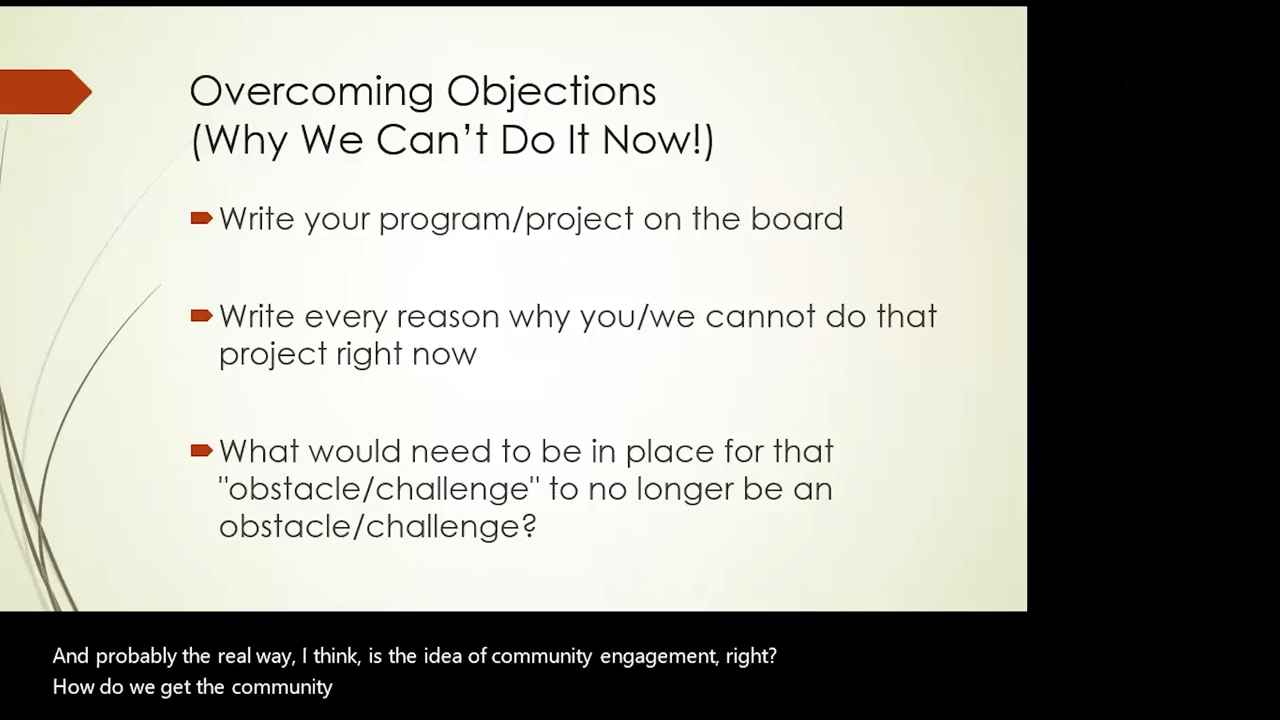 Overcoming Objections
(Why We Can’t Do It Now!)
Write your program/project on the board
Write every reason why you/we cannot do that
project right now
What would need to be in place for that
"obstacle/challenge" to no longer be an
obstacle/challenge?
And probably the real way, I think, is the idea of community engagement, right?
How do we get the community